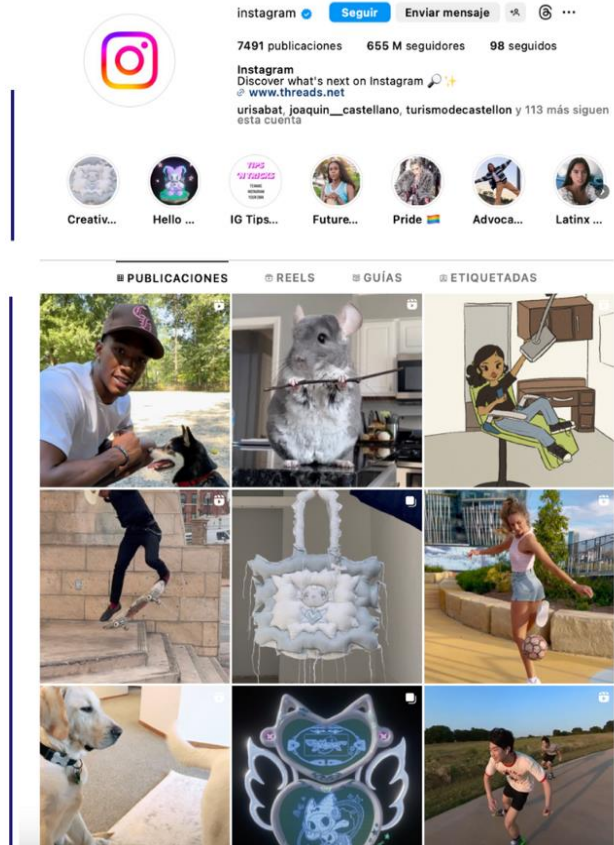 instagram Seguir Enviar mensaje
7491 publicaciones 655 M seguidores 98 seguidos
Instagram
Discover what's next on Instagram 🔎✨
www.threads.net
urisabat, joaquin__castellano, turismodecastellon y 113 más siguen
esta cuenta
TIPS
'N TRICKS
Creativ... Hello ... IG Tips... Future... Pride 🏳️‍🌈 Advoca... Latinx ...
PUBLICACIONES REELS GUÍAS ETIQUETADAS